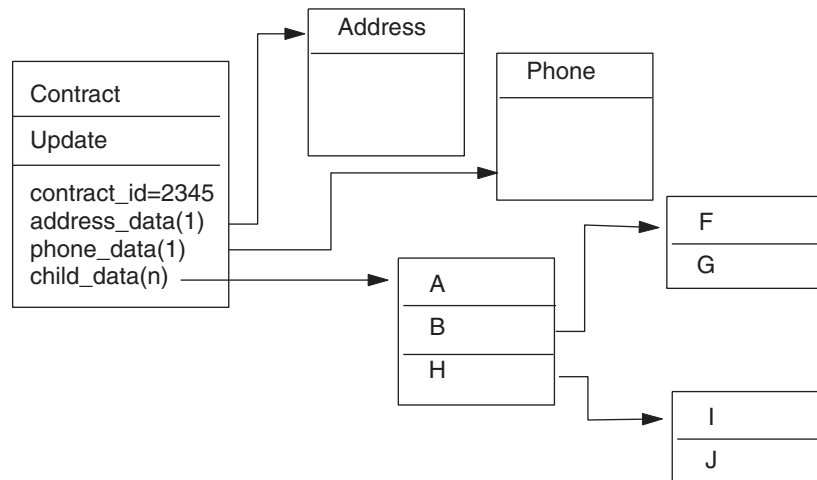 Address
Phone
Contract
Update
contract_id=2345
address_data(1)
phone_data(1)
child_data(n)
A
B
H
F
G
I
J